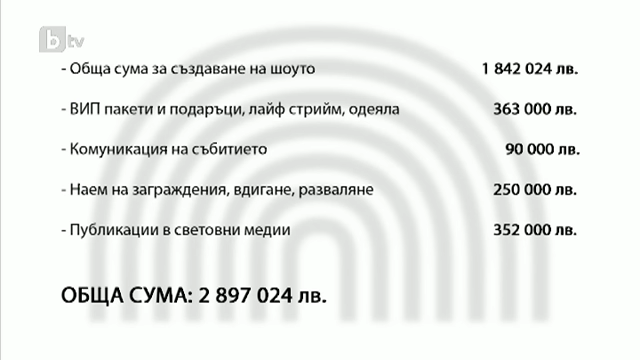 btv
- Обща сума за създаване на шоуто 1 842 024 лв.
- ВИП пакети и подаръци, лайф стрийм, одеяла 363 000 лв.
- Комуникация на събитието 90 000 лв.
- Наем на заграждения, вдигане, разваляне 250 000 лв.
- Публикации в световни медии 352 000 лв.
ОБЩА СУМА: 2 897 024 лв.